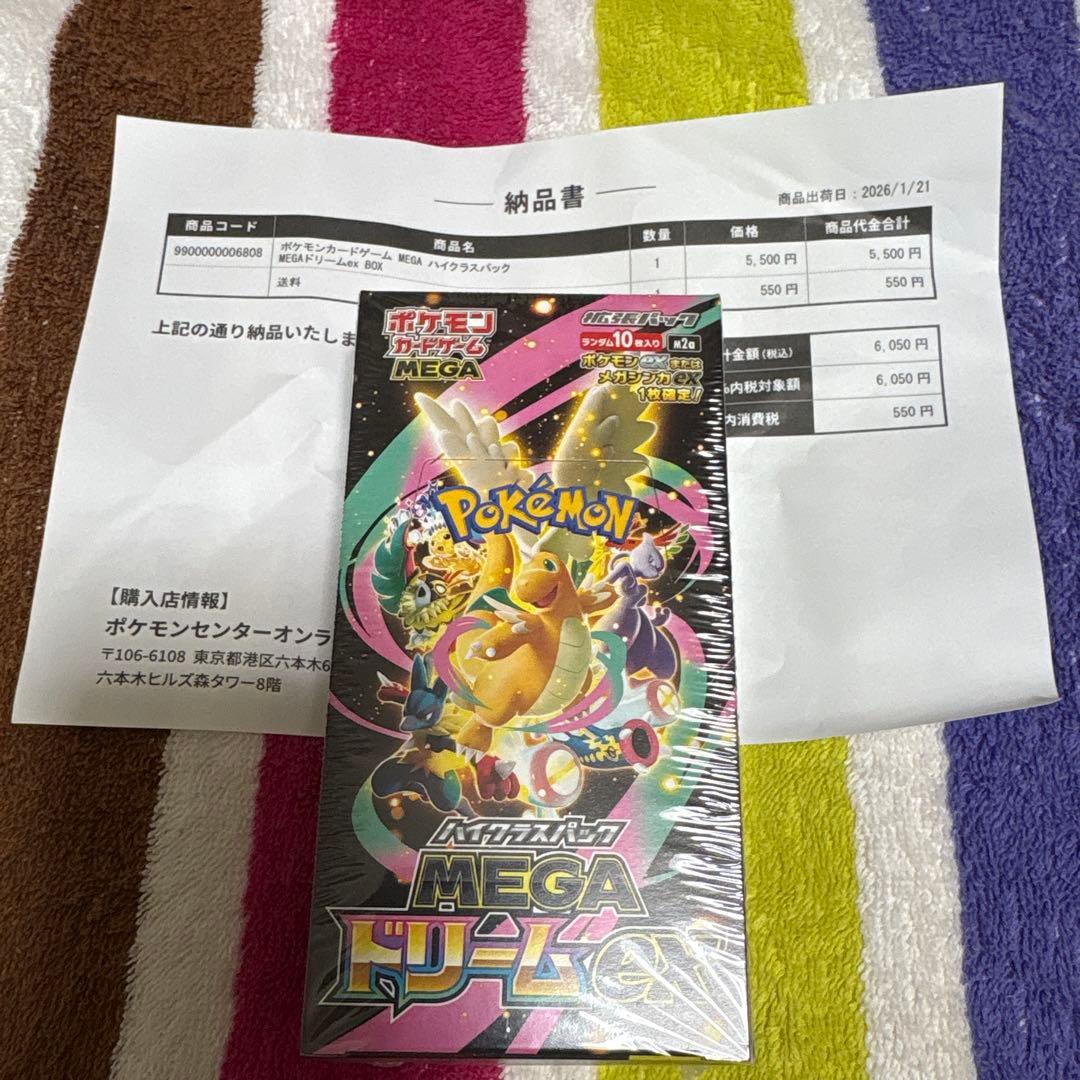 納品書
商品出荷日：2026/1/21
商品コード 商品名 数量 価格 商品代金合計
9900000006808 ポケモンカードゲーム MEGA ハイクラスパック
MEGAドリームex BOX 1 5,500 円 5,500 円
送料 1 550 円 550 円
上記の通り納品いたしま
計金額(税込) 6,050 円
%内税対象額 6,050 円
内消費税 550 円
【購入店情報】
ポケモンセンターオンラ
〒106-6108 東京都港区六本木6
六本木ヒルズ森タワー8階
ポケモン
カードゲーム
MEGA
拡張パック
ランダム10枚入り M2a
ポケモンexまたは
メガシンカex
1枚確定!
POKéMON
ハイクラスパック
MEGA
ドリームex